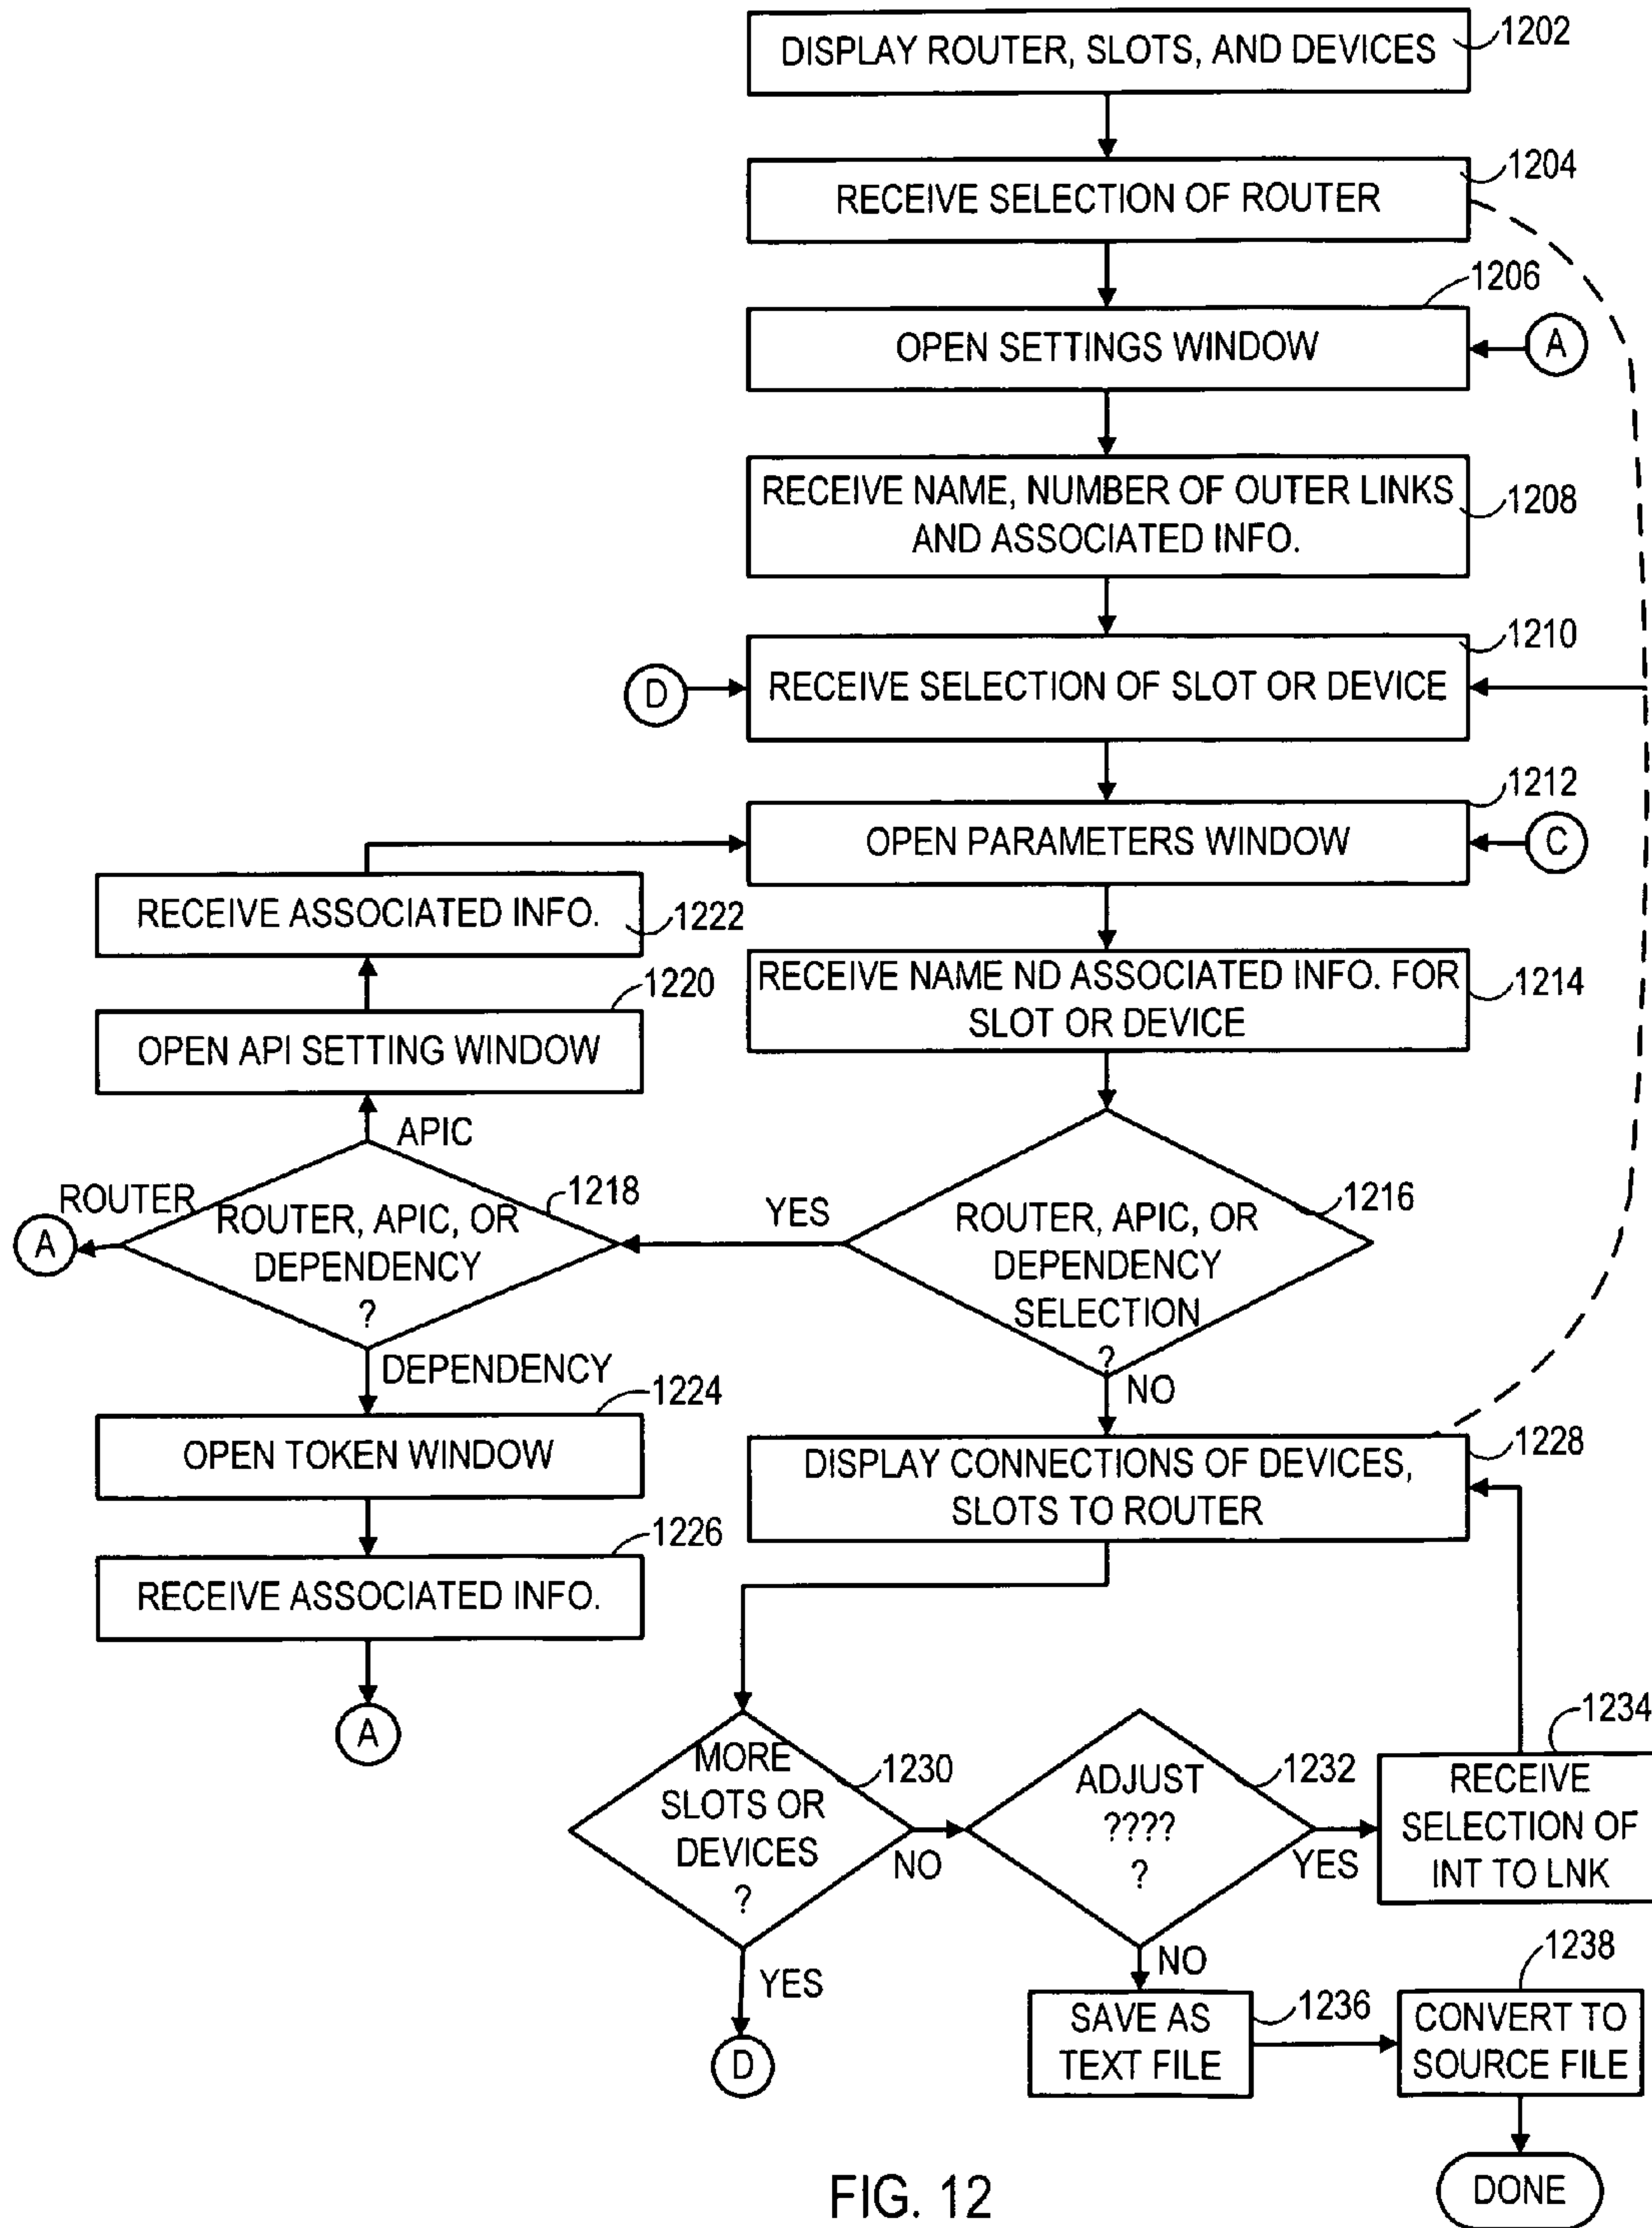 DISPLAY ROUTER, SLOTS, AND DEVICES
1202
RECEIVE SELECTION OF ROUTER
1204
OPEN SETTINGS WINDOW
1206
A
RECEIVE NAME, NUMBER OF OUTER LINKS
AND ASSOCIATED INFO.
1208
D
RECEIVE SELECTION OF SLOT OR DEVICE
1210
OPEN PARAMETERS WINDOW
1212
C
RECEIVE ASSOCIATED INFO.
1222
RECEIVE NAME ND ASSOCIATED INFO. FOR
SLOT OR DEVICE
1214
OPEN API SETTING WINDOW
1220
APIC
ROUTER
A
ROUTER, APIC, OR
DEPENDENCY
?
1218
YES
ROUTER, APIC, OR
DEPENDENCY
SELECTION
?
1216
DEPENDENCY
NO
OPEN TOKEN WINDOW
1224
DISPLAY CONNECTIONS OF DEVICES,
SLOTS TO ROUTER
1228
RECEIVE ASSOCIATED INFO.
1226
A
MORE
SLOTS OR
DEVICES
?
1230
NO
ADJUST
????
?
1232
YES
RECEIVE
SELECTION OF
INT TO LNK
1234
YES
D
NO
SAVE AS
TEXT FILE
1236
CONVERT TO
SOURCE FILE
1238
DONE
FIG. 12